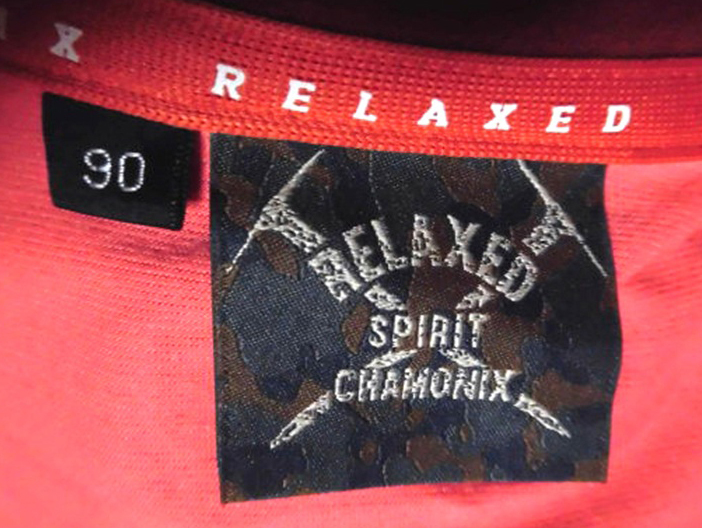 X RELAXED
90
RELAXED
SPIRIT
CHAMONIX